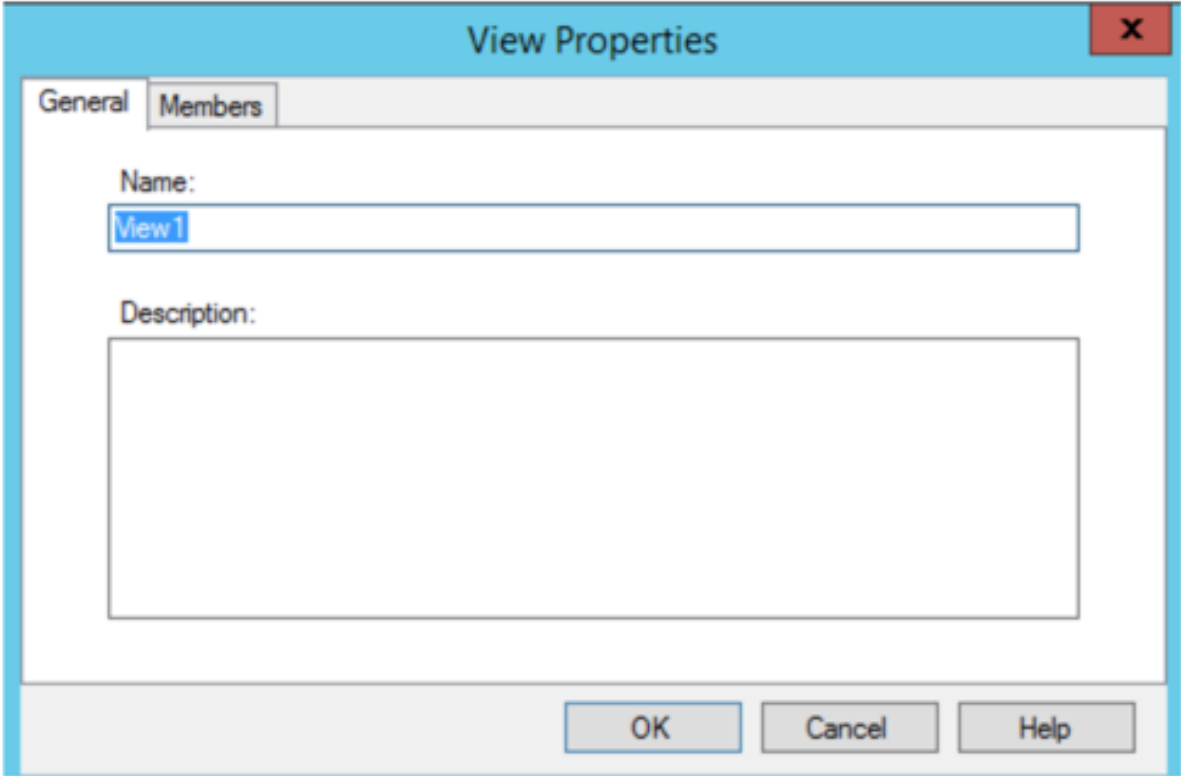 View Properties
x
General Members
Name:
View1
Description:
OK Cancel Help